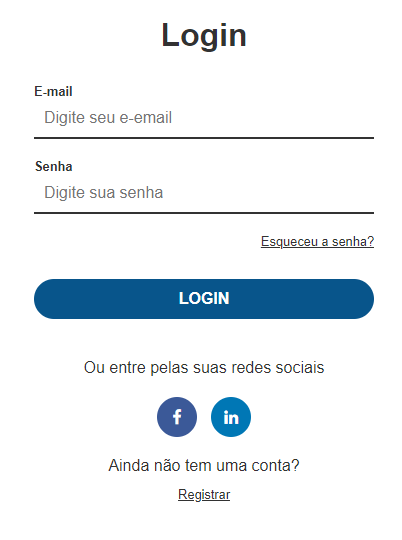 Login
E-mail
Digite seu e-email
Senha
Digite sua senha
Esqueceu a senha?
LOGIN
Ou entre pelas suas redes sociais
f in
Ainda não tem uma conta?
Registrar